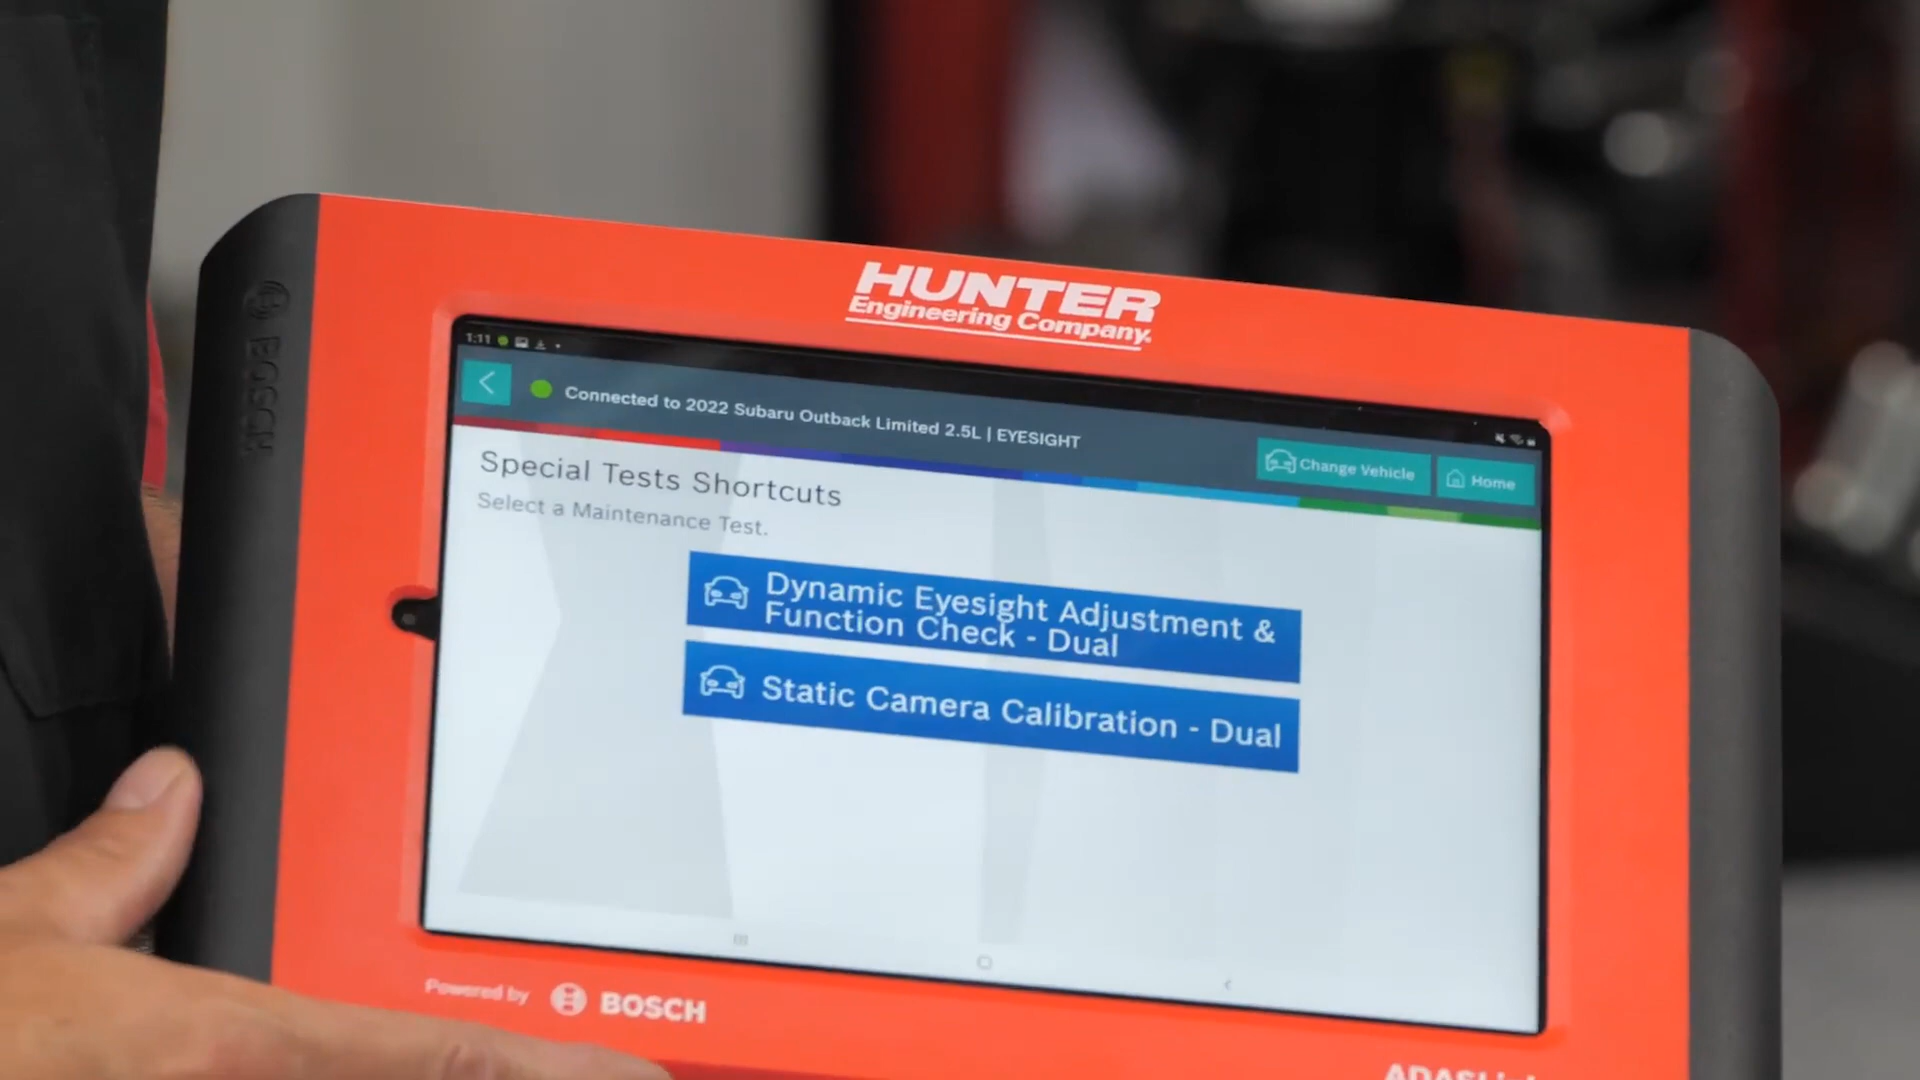 HUNTER
Engineering Company.
BOSCH
1:11
Connected to 2022 Subaru Outback Limited 2.5L | EYESIGHT
Change Vehicle
Home
Special Tests Shortcuts
Select a Maintenance Test.
Dynamic Eyesight Adjustment &
Function Check - Dual
Static Camera Calibration - Dual
Powered by BOSCH